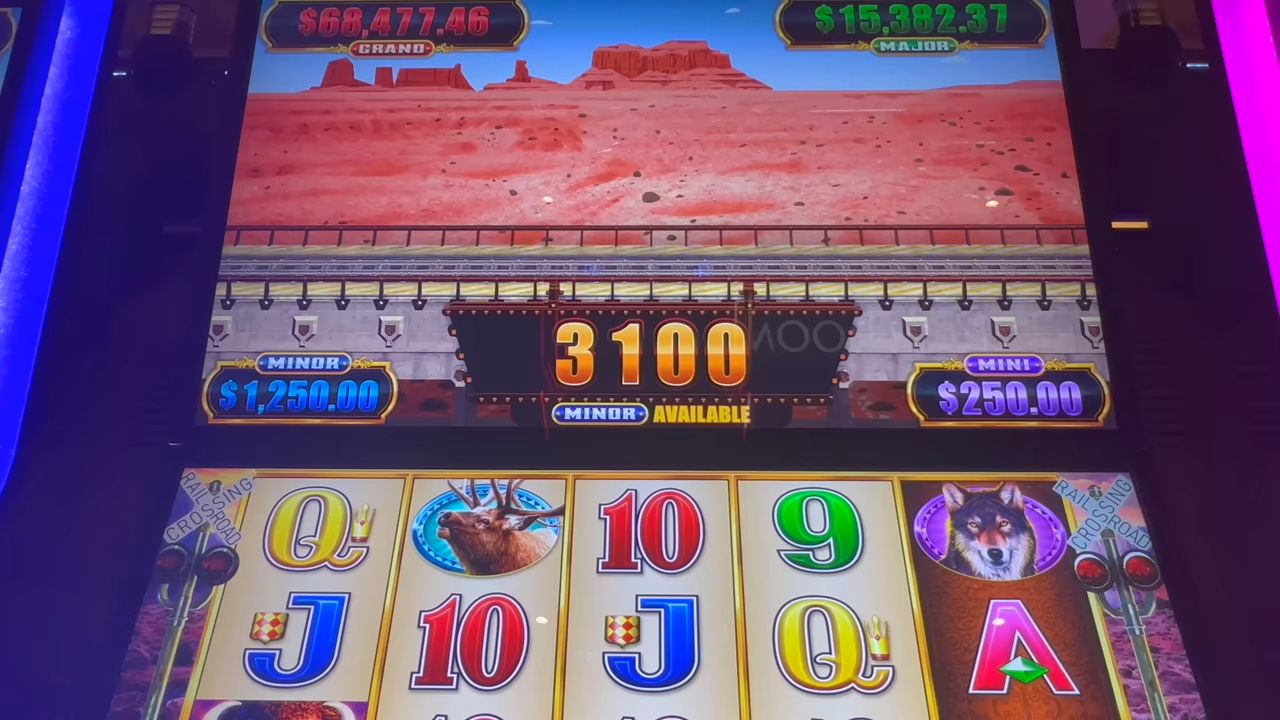 $68,477.46
GRAND
$15,382.37
MAJOR
3100
MINOR
$1,250.00
MINI
$250.00
MINOR AVAILABLE
RAILROAD CROSSING
Q
10
9
RAILROAD CROSSING
J
10
J
Q
A